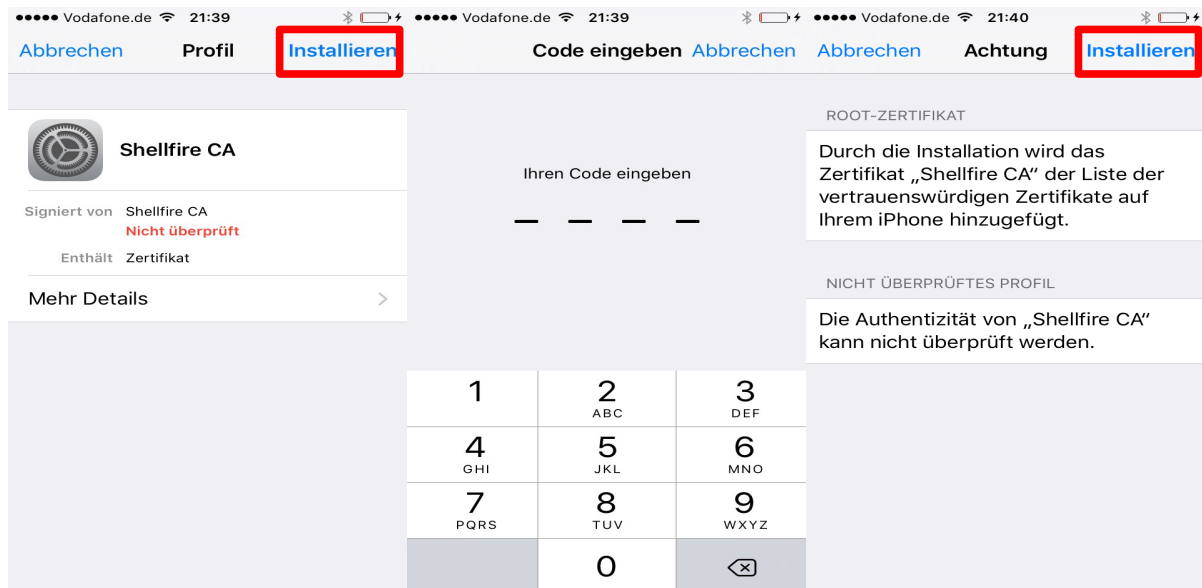 Vodafone.de 21:39
Abbrechen Profil Installieren
Shellfire CA
Signiert von Shellfire CA
Nicht überprüft
Enthält Zertifikat
Mehr Details
Vodafone.de 21:39
Code eingeben Abbrechen
Ihren Code eingeben
1 2 3
ABC DEF
4 5 6
GHI JKL MNO
7 8 9
PQRS TUV WXYZ
0
Vodafone.de 21:40
Abbrechen Achtung Installieren
ROOT-ZERTIFIKAT
Durch die Installation wird das
Zertifikat „Shellfire CA“ der Liste der
vertrauenswürdigen Zertifikate auf
Ihrem iPhone hinzugefügt.
NICHT ÜBERPRÜFTES PROFIL
Die Authentizität von „Shellfire CA“
kann nicht überprüft werden.